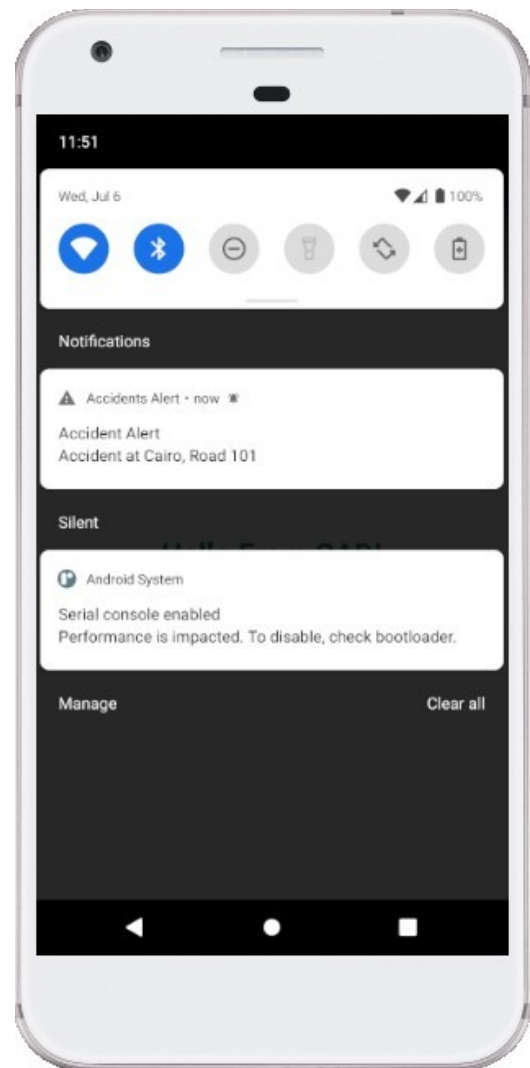 11:51
Wed, Jul 6 100%
Notifications
Accidents Alert • now
Accident Alert
Accident at Cairo, Road 101
Silent
Android System
Serial console enabled
Performance is impacted. To disable, check bootloader.
Manage Clear all